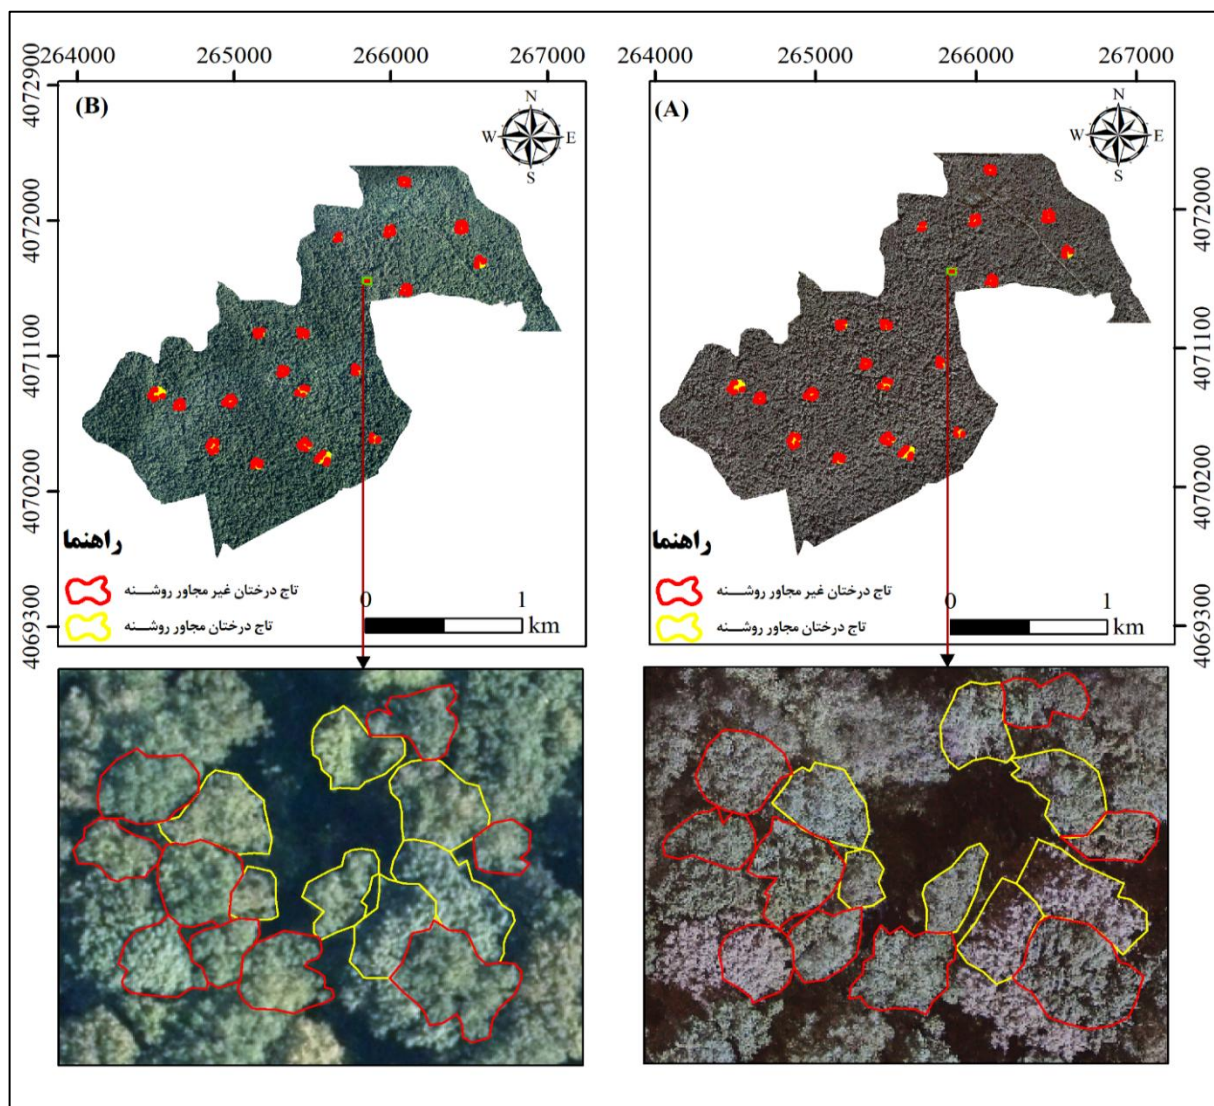 264000 265000 266000 267000
264000 265000 266000 267000
(B)
N
W E
S
(A)
N
W E
S
4072900
4072000
4071100
4070200
4069300
4072000
4071100
4070200
4069300
راهنما
تاج درختان غیر مجاور روشـــنه
تاج درختان مجاور روشـــنه
0 1
km
راهنما
تاج درختان غیر مجاور روشـــنه
تاج درختان مجاور روشـــنه
0 1
km